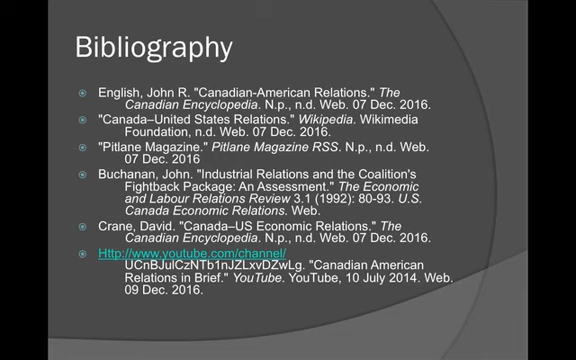 Bibliography
English, John R. "Canadian-American Relations." The
Canadian Encyclopedia. N.p., n.d. Web. 07 Dec. 2016.
"Canada–United States Relations." Wikipedia. Wikimedia
Foundation, n.d. Web. 07 Dec. 2016.
"Pitlane Magazine." Pitlane Magazine RSS. N.p., n.d. Web.
07 Dec. 2016
Buchanan, John. "Industrial Relations and the Coalition's
Fightback Package: An Assessment." The Economic
and Labour Relations Review 3.1 (1992): 80-93. U.S.
Canada Economic Relations. Web.
Crane, David. "Canada–US Economic Relations." The
Canadian Encyclopedia. N.p., n.d. Web. 07 Dec. 2016.
Http://www.youtube.com/channel/
"Canadian American
Relations in Brief." YouTube. YouTube, 10 July 2014. Web.
09 Dec. 2016.